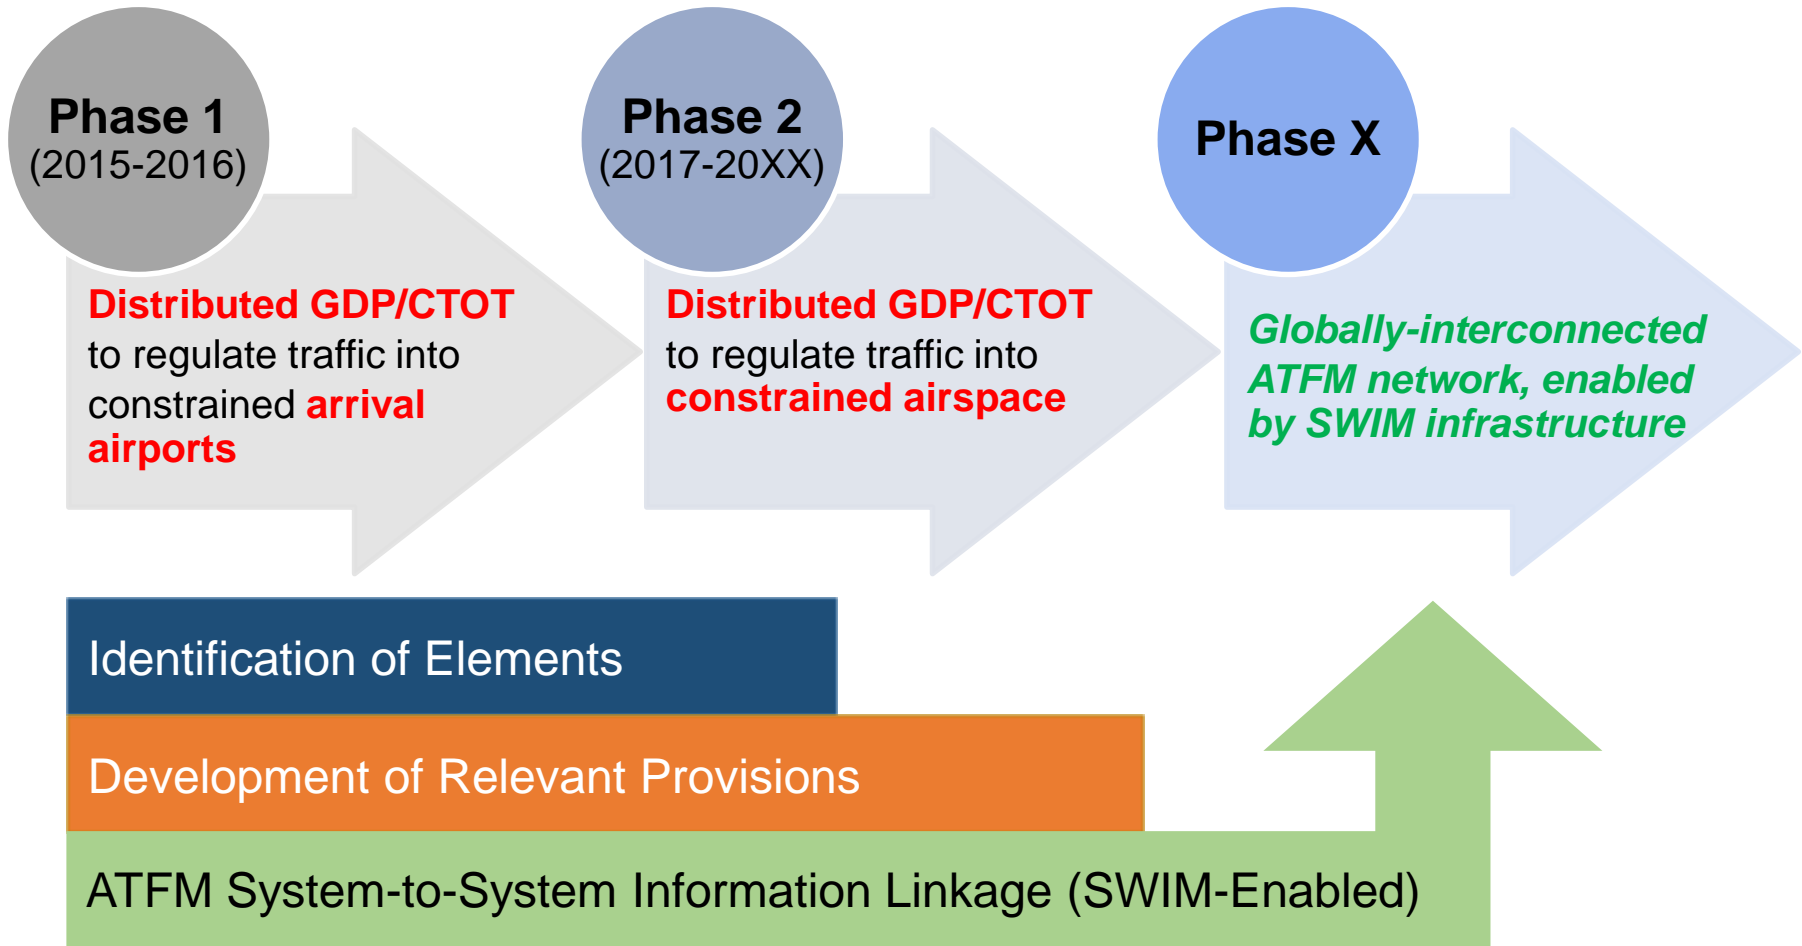 Phase 1
(2015-2016)
Distributed GDP/CTOT
to regulate traffic into
constrained arrival
airports
Phase 2
(2017-20XX)
Distributed GDP/CTOT
to regulate traffic into
constrained airspace
Phase X
Globally-interconnected
ATFM network, enabled
by SWIM infrastructure
Identification of Elements
Development of Relevant Provisions
ATFM System-to-System Information Linkage (SWIM-Enabled)